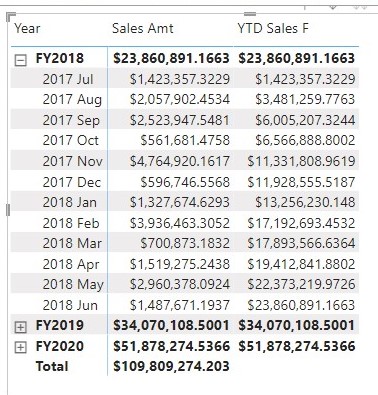 Year Sales Amt YTD Sales F
FY2018 $23,860,891.1663 $23,860,891.1663
2017 Jul $1,423,357.3229 $1,423,357.3229
2017 Aug $2,057,902.4534 $3,481,259.7763
2017 Sep $2,523,947.5481 $6,005,207.3244
2017 Oct $561,681.4758 $6,566,888.8002
2017 Nov $4,764,920.1617 $11,331,808.9619
2017 Dec $596,746.5568 $11,928,555.5187
2018 Jan $1,327,674.6293 $13,256,230.148
2018 Feb $3,936,463.3052 $17,192,693.4532
2018 Mar $700,873.1832 $17,893,566.6364
2018 Apr $1,519,275.2438 $19,412,841.8802
2018 May $2,960,378.0924 $22,373,219.9726
2018 Jun $1,487,671.1937 $23,860,891.1663
FY2019 $34,070,108.5001 $34,070,108.5001
FY2020 $51,878,274.5366 $51,878,274.5366
Total $109,809,274.203